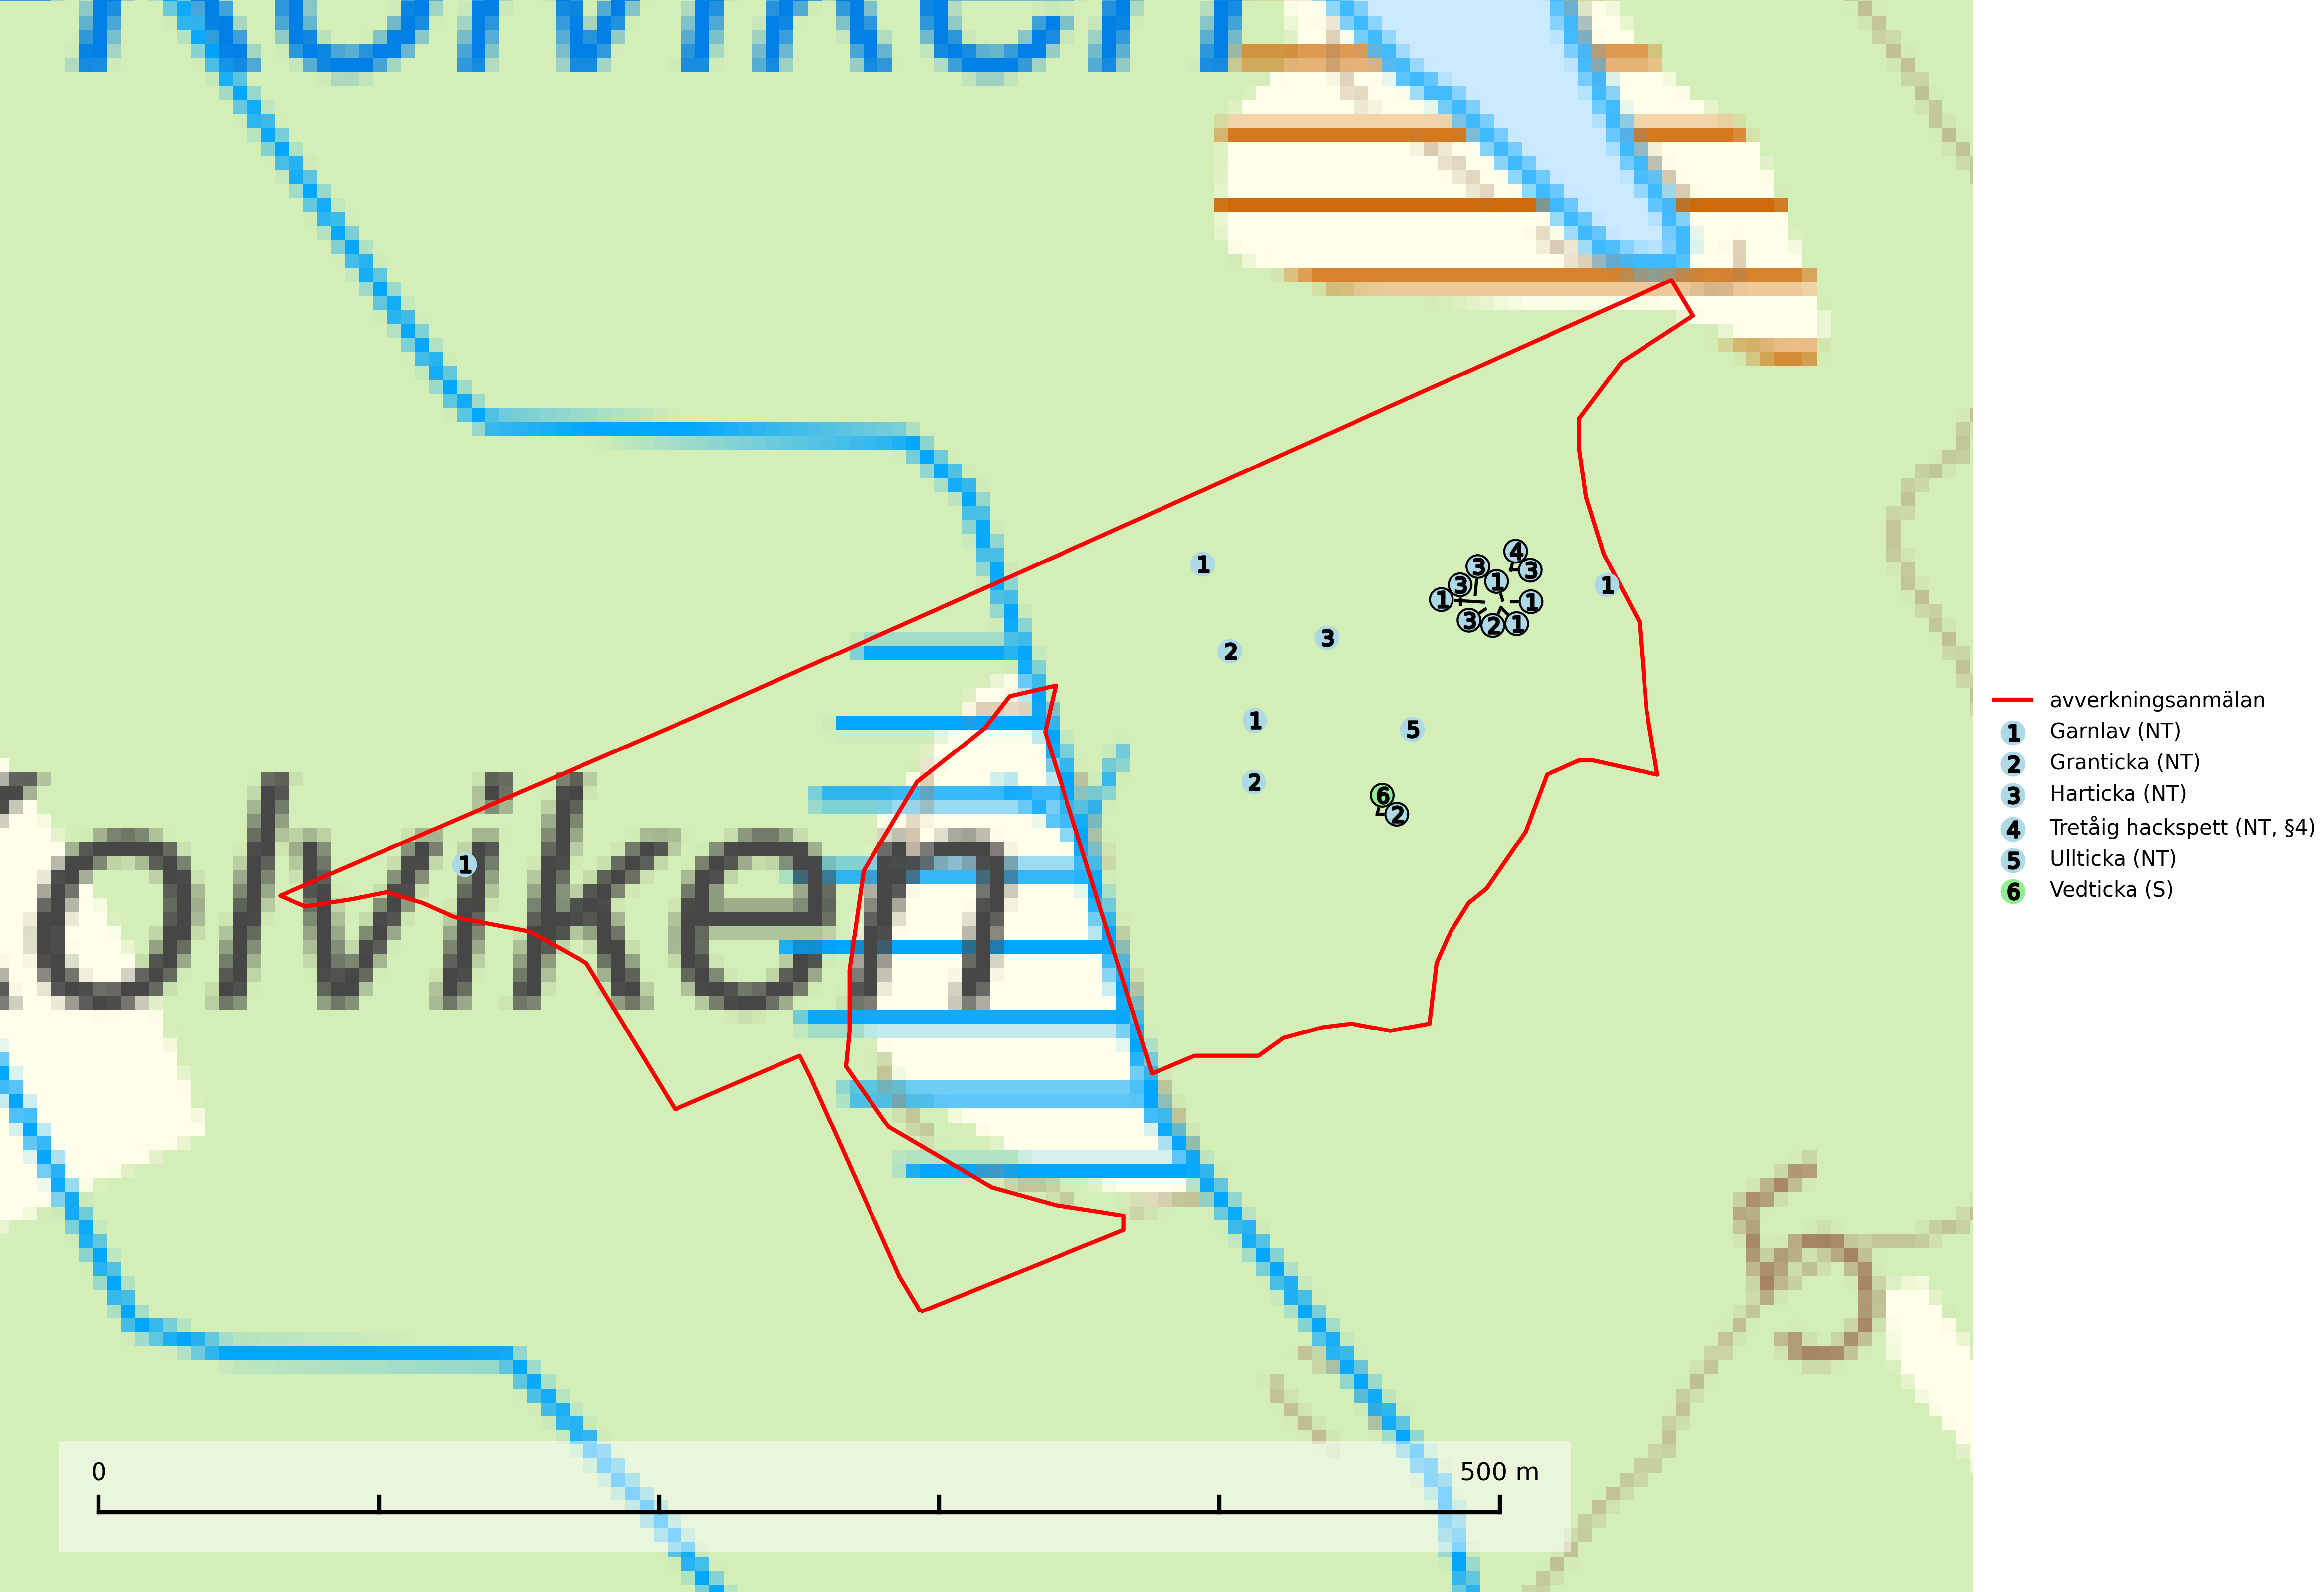 1
4
3
3
3
1
1
1
1
3
2
1
3
2
1
5
2
6
2
1
olviken
5
0
500 m
avverkningsanmälan
1 Garnlav (NT)
2 Granticka (NT)
3 Harticka (NT)
4 Tretåig hackspett (NT, §4)
5 Ullticka (NT)
6 Vedticka (S)